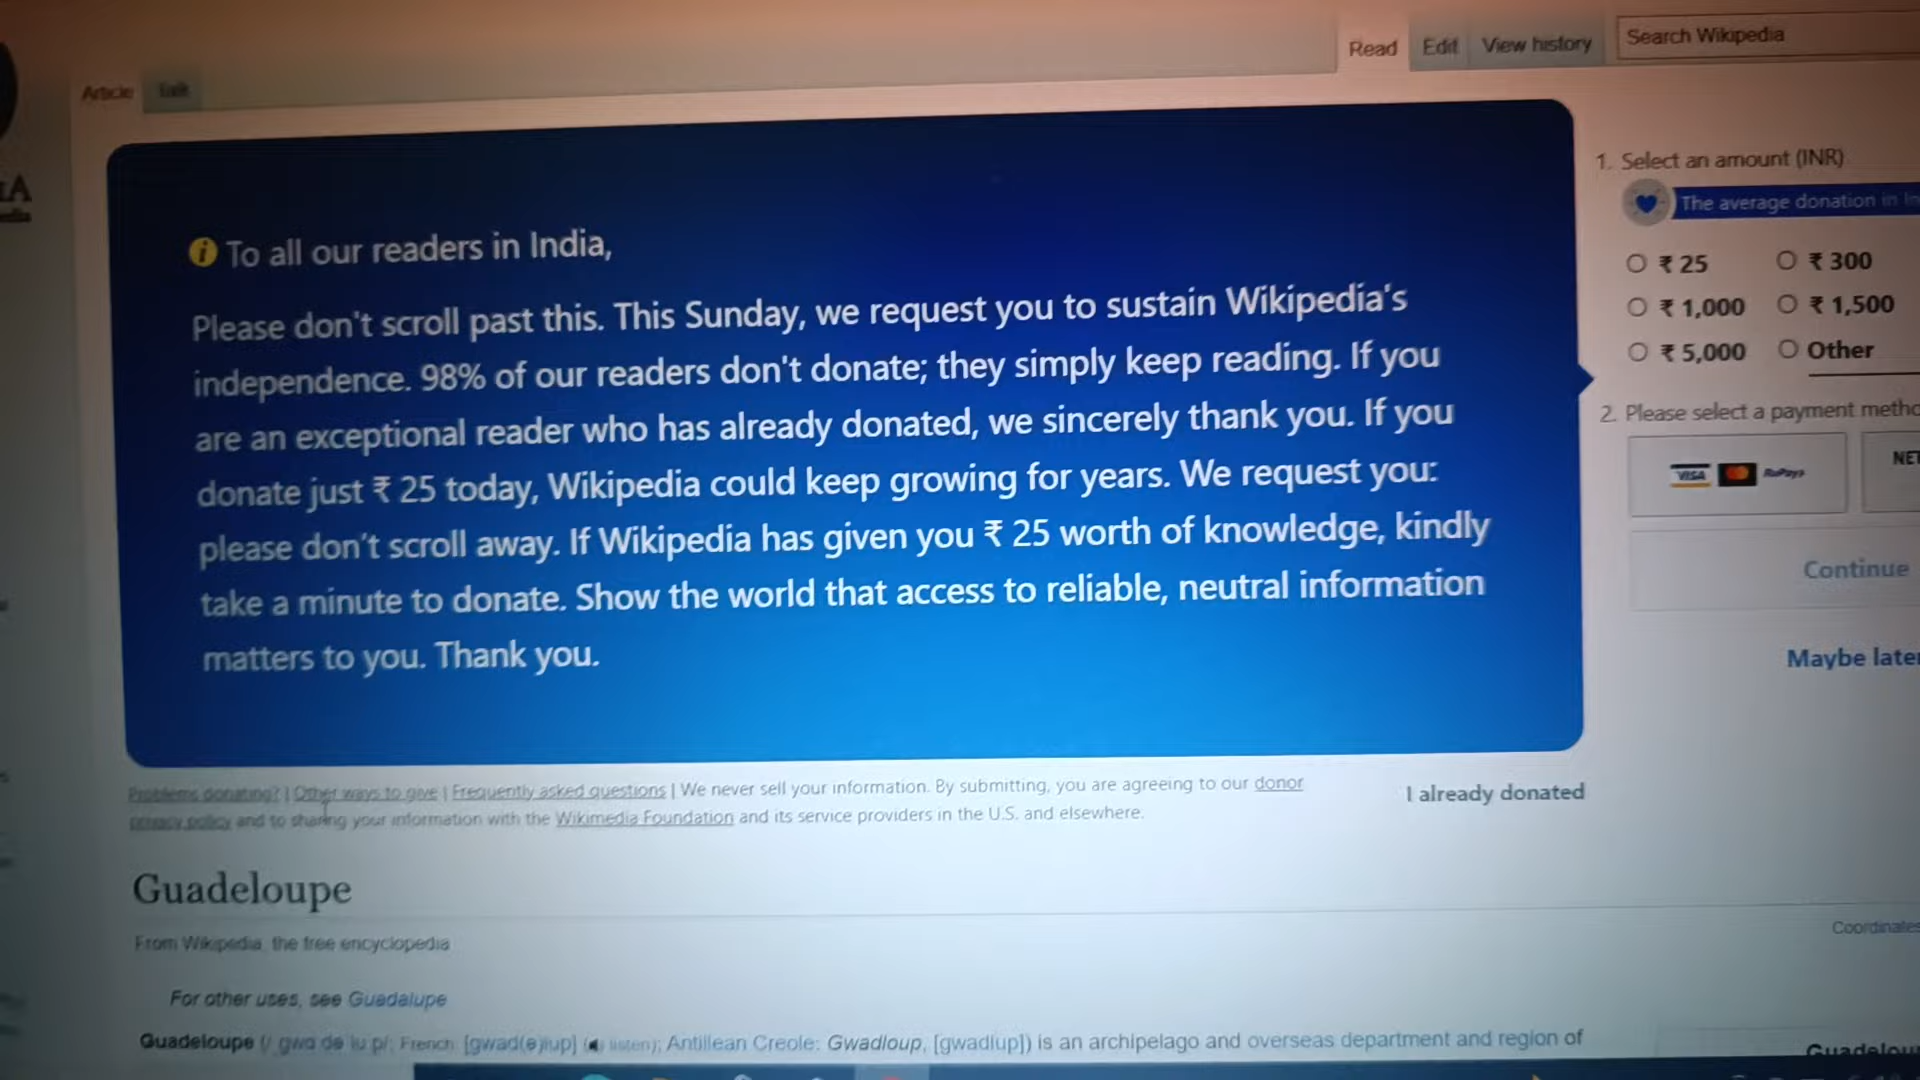 Read Edit View history Search Wikipedia
Article Talk
To all our readers in India,
Please don't scroll past this. This Sunday, we request you to sustain Wikipedia's
independence. 98% of our readers don't donate; they simply keep reading. If you
are an exceptional reader who has already donated, we sincerely thank you. If you
donate just ₹ 25 today, Wikipedia could keep growing for years. We request you:
please don't scroll away. If Wikipedia has given you ₹ 25 worth of knowledge, kindly
take a minute to donate. Show the world that access to reliable, neutral information
matters to you. Thank you.
1. Select an amount (INR)
The average donation in In
₹ 25 ₹ 300
₹ 1,000 ₹ 1,500
₹ 5,000 Other
2. Please select a payment metho
VISA RuPay NET
Continue
Maybe later
Problems donating? | Other ways to give | Frequently asked questions | We never sell your information. By submitting, you are agreeing to our donor
privacy policy and to sharing your information with the Wikimedia Foundation and its service providers in the U.S. and elsewhere.
I already donated
Guadeloupe
From Wikipedia, the free encyclopedia
Coordinates
For other uses, see Guadalupe
Guadeloupe French: [gwad(ə)lup] (listen); Antillean Creole: Gwadloup, [gwadlup]) is an archipelago and overseas department and region of